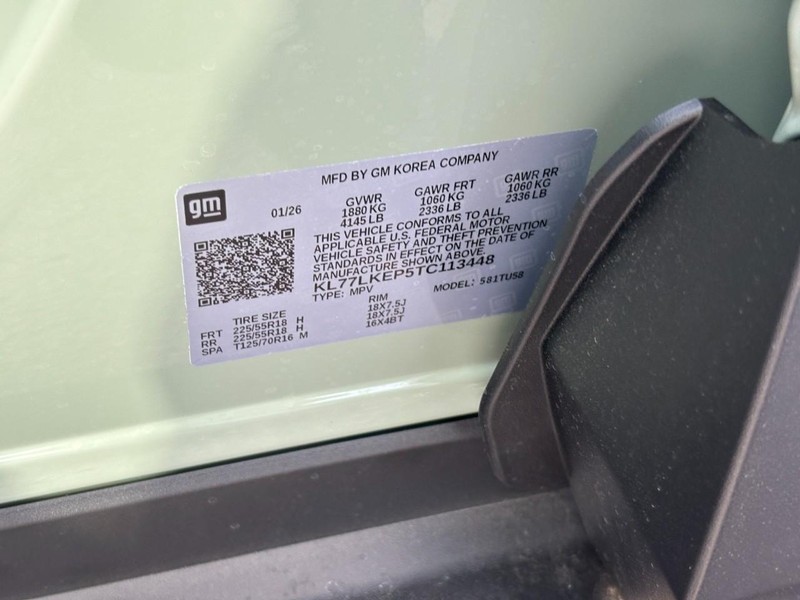 MFD BY GM KOREA COMPANY
gm
01/26
GVWR GAWR FRT GAWR RR
1880 KG 1060 KG 1060 KG
4145 LB 2336 LB 2336 LB
THIS VEHICLE CONFORMS TO ALL
APPLICABLE U.S. FEDERAL MOTOR
VEHICLE SAFETY AND THEFT PREVENTION
STANDARDS IN EFFECT ON THE DATE OF
MANUFACTURE SHOWN ABOVE.
KL77LKEP5TC113448
TYPE: MPV MODEL: 581TU58
TIRE SIZE RIM
FRT 225/55R18 H 18X7.5J
RR 225/55R18 H 18X7.5J
SPA T125/70R16 M 16X4BT